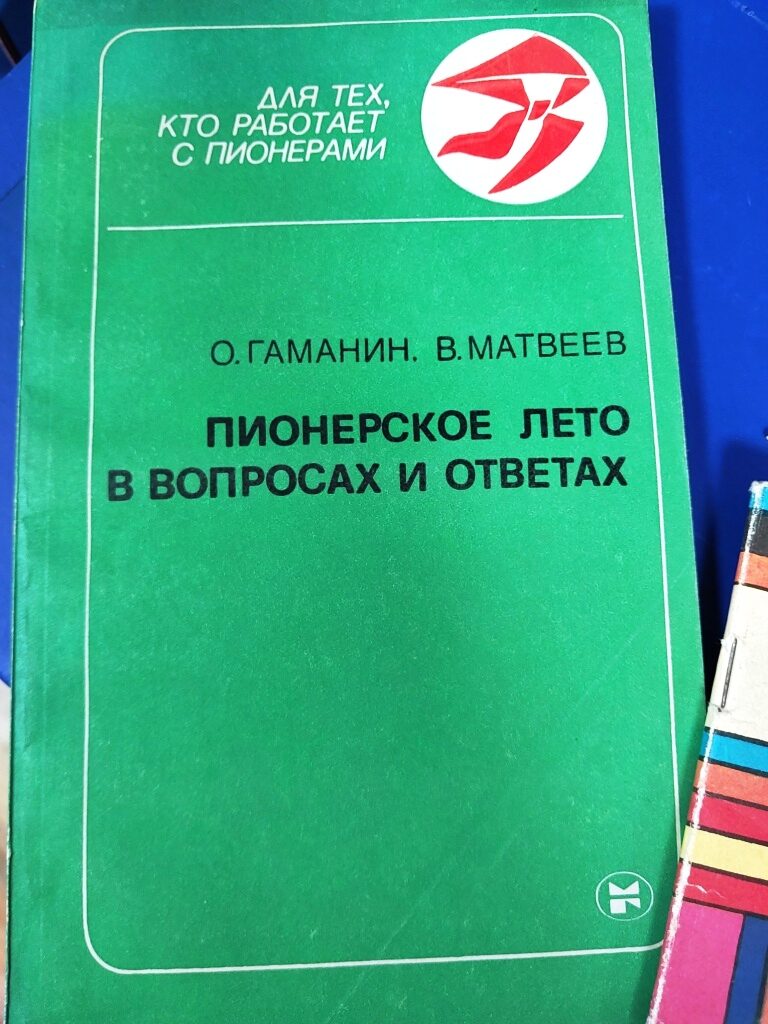 ДЛЯ ТЕХ,
КТО РАБОТАЕТ
С ПИОНЕРАМИ
О. ГАМАНИН, В. МАТВЕЕВ
ПИОНЕРСКОЕ ЛЕТО
В ВОПРОСАХ И ОТВЕТАХ